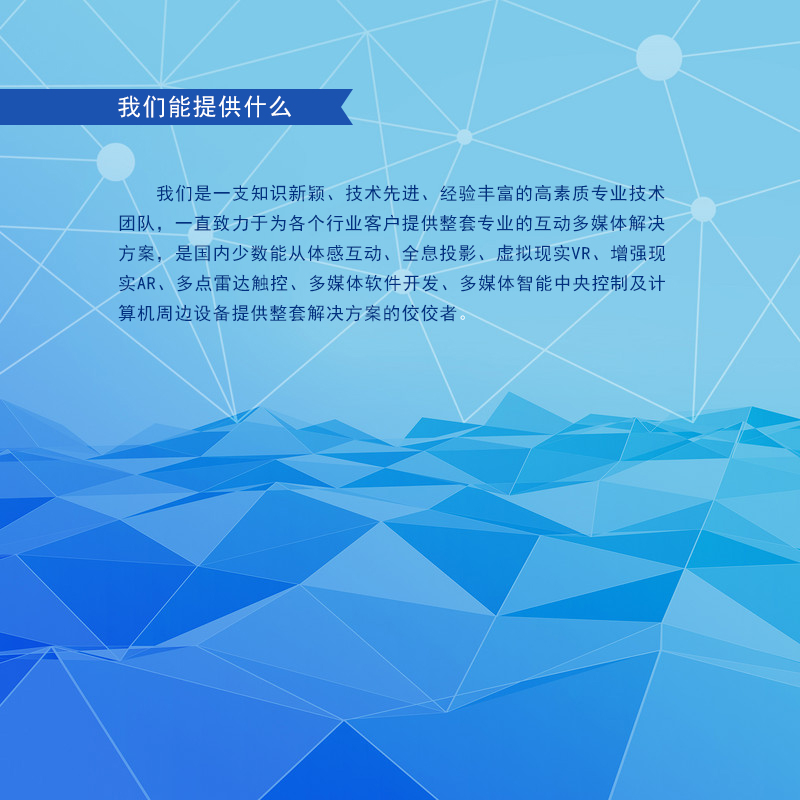 我们能提供什么
我们是一支知识新颖、技术先进、经验丰富的高素质专业技术
团队，一直致力于为各个行业客户提供整套专业的互动多媒体解决
方案，是国内少数能从体感互动、全息投影、虚拟现实VR、增强现
实AR、多点雷达触控、多媒体软件开发、多媒体智能中央控制及计
算机周边设备提供整套解决方案的佼佼者。